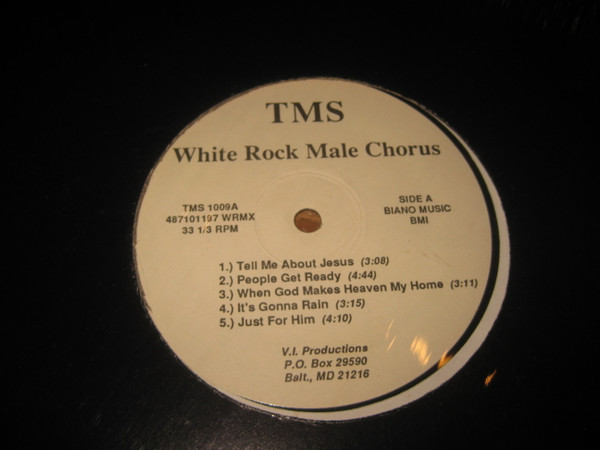 TMS
White Rock Male Chorus
TMS 1009A
487101197 WRMX
33 1/3 RPM
SIDE A
BIANO MUSIC
BMI
1.) Tell Me About Jesus (3:08)
2.) People Get Ready (4:44)
3.) When God Makes Heaven My Home (3:11)
4.) It's Gonna Rain (3:15)
5.) Just For Him (4:10)
V.I. Productions
P.O. Box 29590
Balt., MD 21216